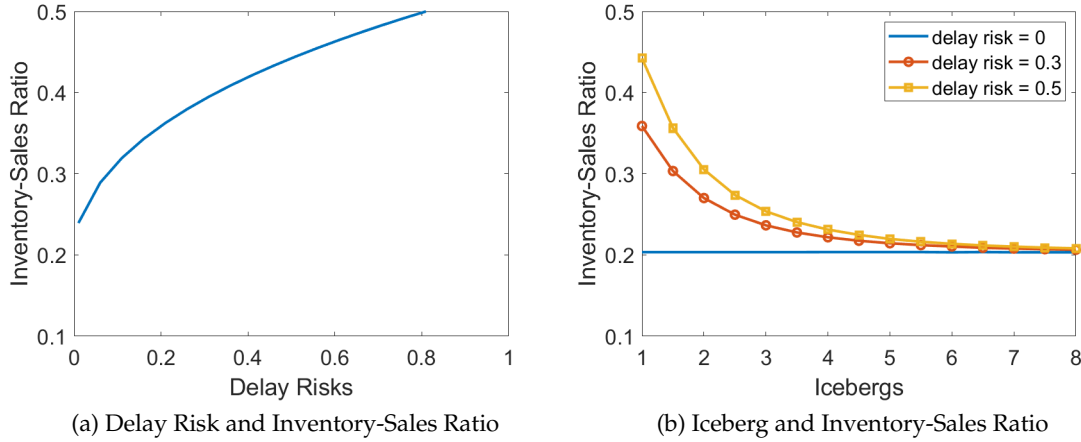 0.5
0.4
0.3
0.2
0.1
Inventory-Sales Ratio
0 0.2 0.4 0.6 0.8 1
Delay Risks
(a) Delay Risk and Inventory-Sales Ratio
0.5
0.4
0.3
0.2
0.1
Inventory-Sales Ratio
delay risk = 0
delay risk = 0.3
delay risk = 0.5
1 2 3 4 5 6 7 8
Icebergs
(b) Iceberg and Inventory-Sales Ratio